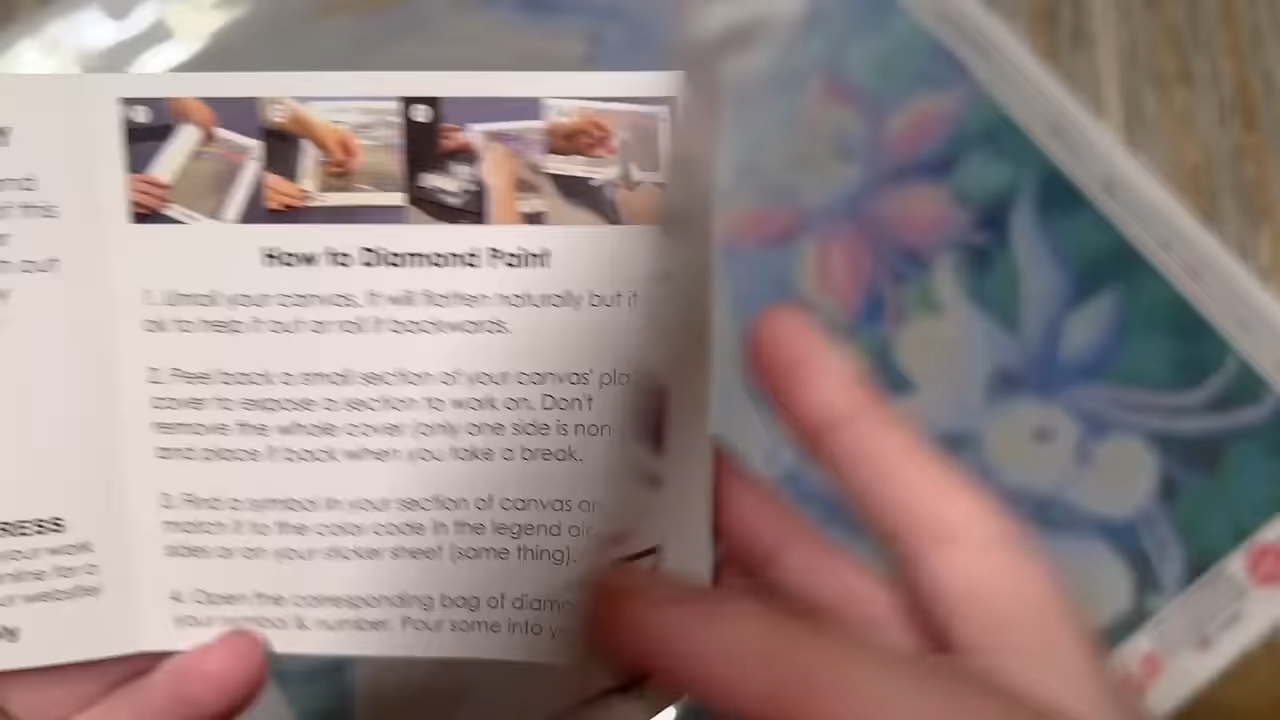 RESS
your work
How to Diamond Paint
1. Unroll your canvas. It will flatten naturally but it
ok to help it out or roll it backwards.
2. Peel back a small section of your canvas'
cover to expose a section to work on. Don't
remove the whole cover (only one side is non
and place it back when you take a break.
3. Find a symbol in your section of canvas
match it to the color code in the legend
sides or on your sticker sheet (same thing).
4. Open the corresponding bag of
your symbol & number. Pour some into